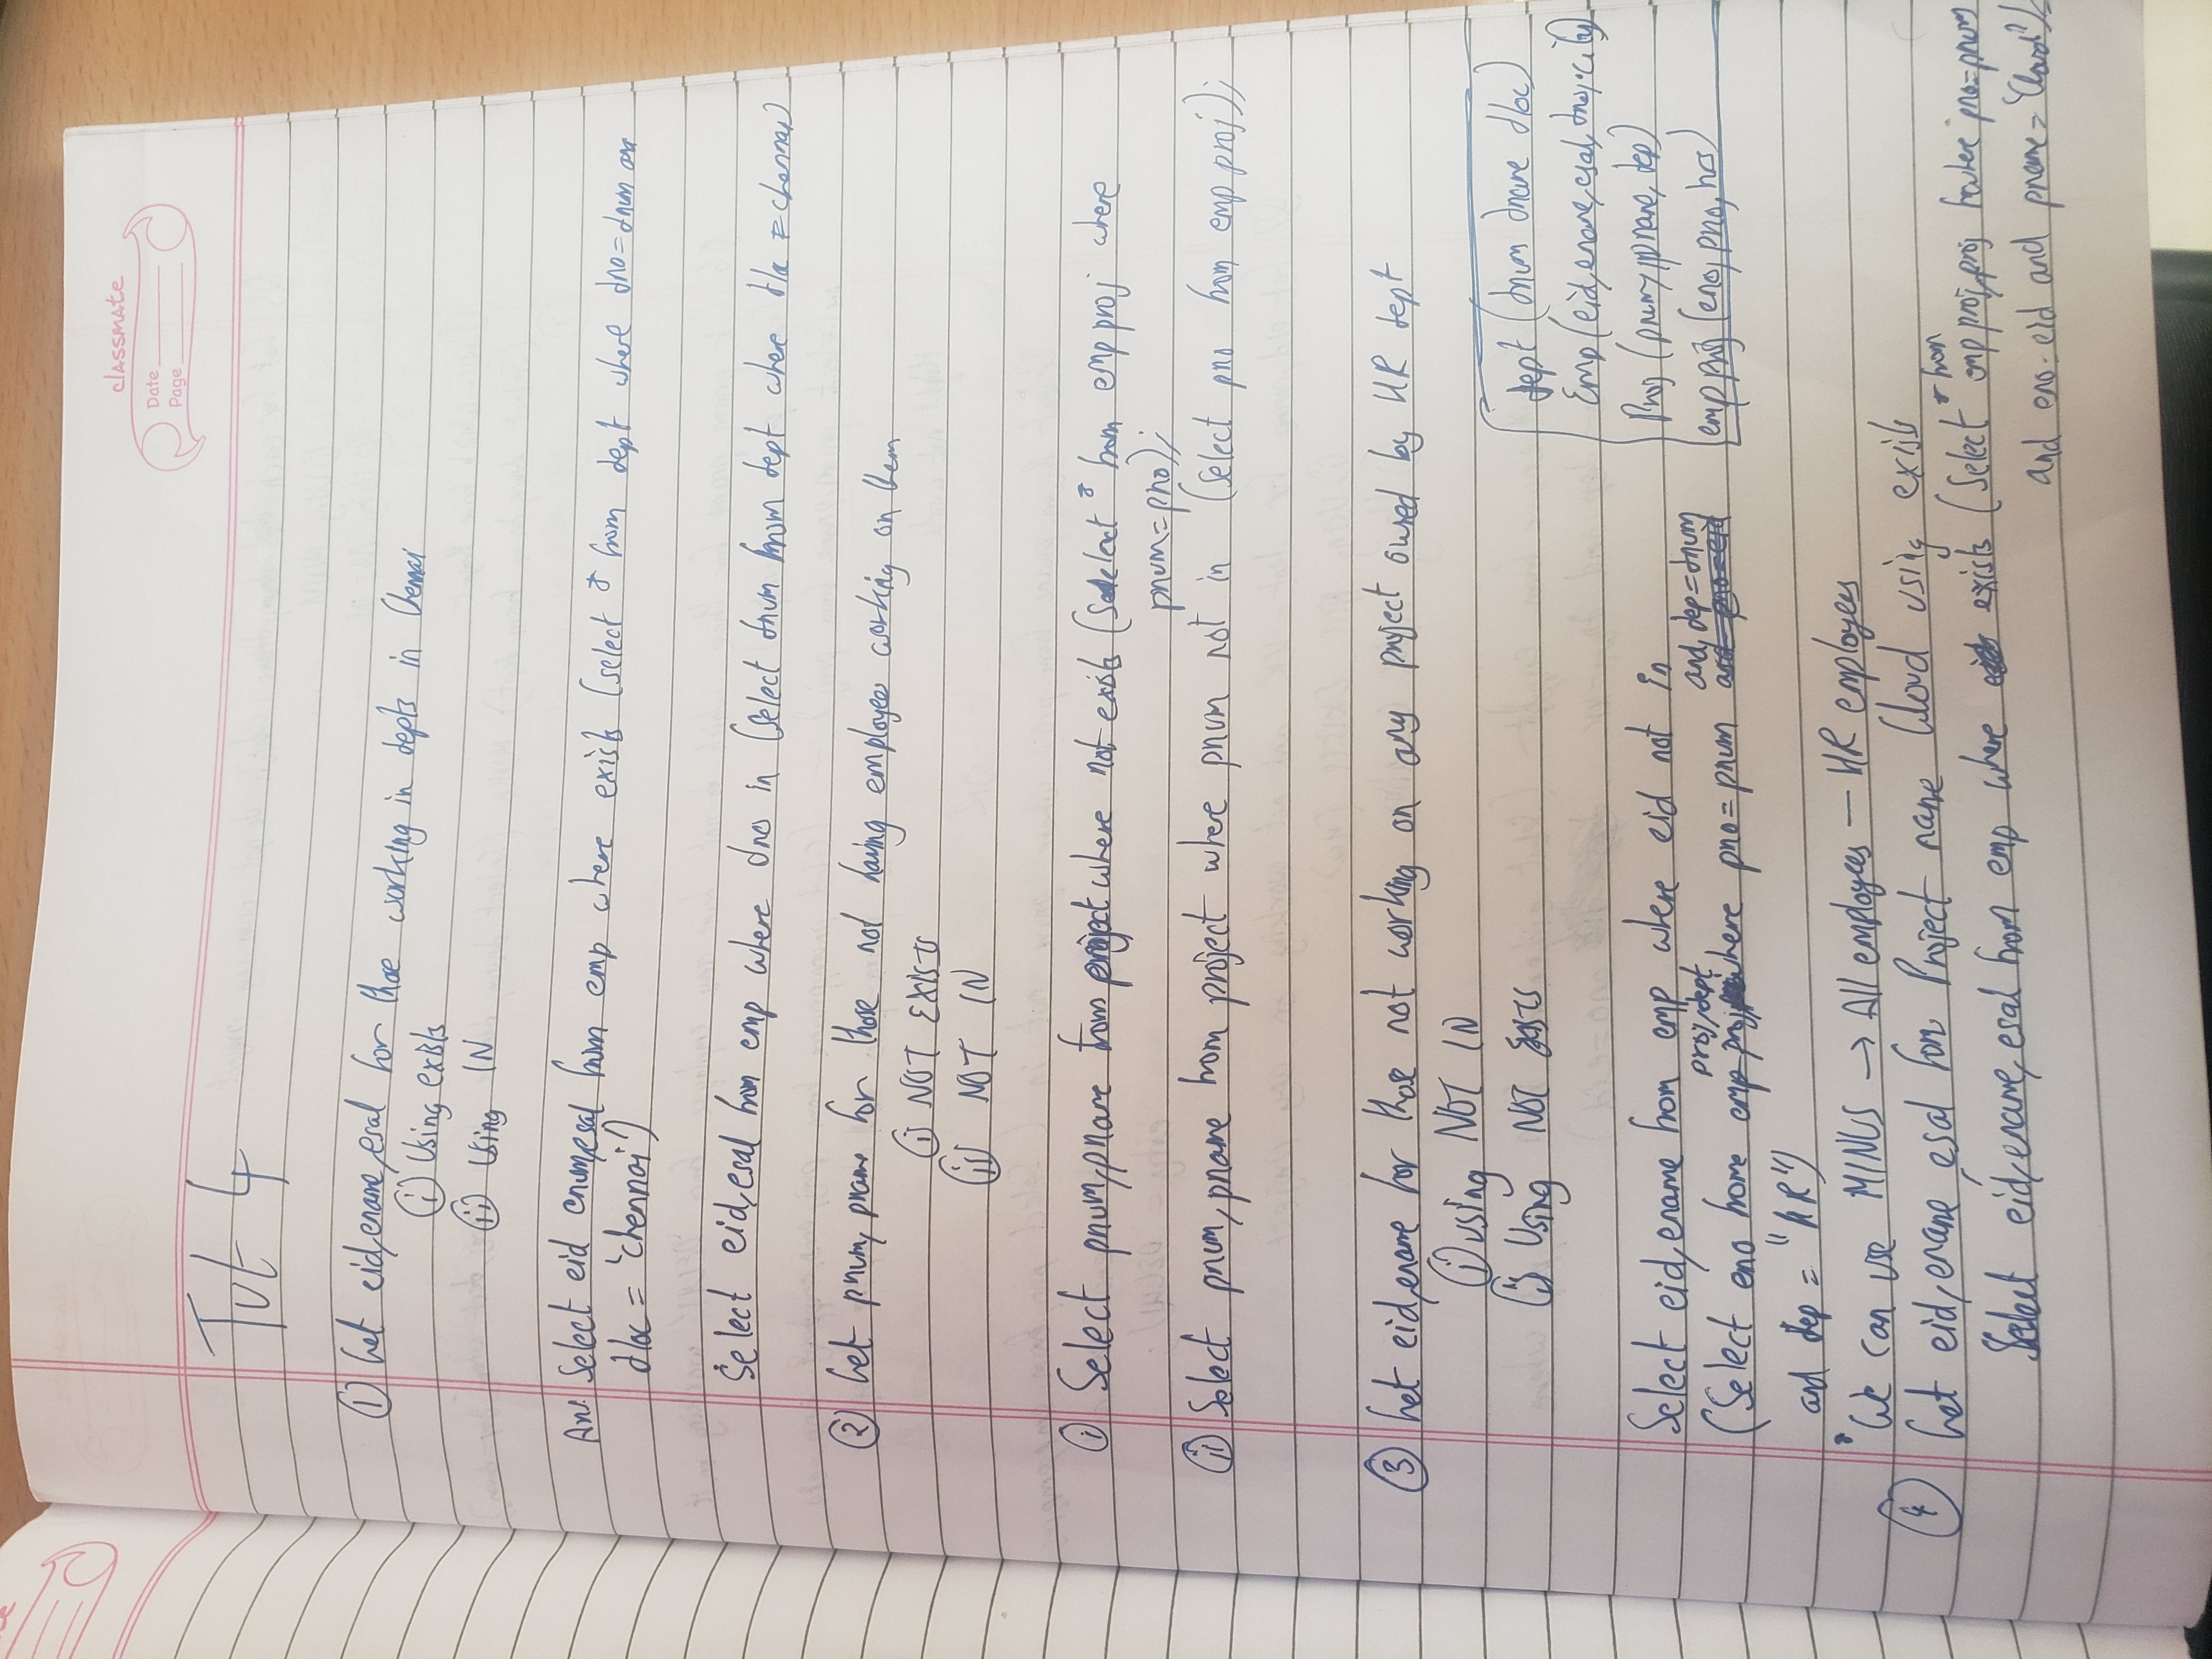 classmate
Date
Page
Tut 4
① Get eid,ename,esal for those working in depts in Chennai
ⓘ Using exists
ⓘⓘ Using IN
Ans. Select eid enum,esal from emp where exists (select * from dept where dno=dnum and
dloc = 'chennai')
Select eid,esal from emp where dno in (select dnum from dept where dloc = chennai)
② Get pnum, pname for those not having employees working on them
ⓘ NOT EXISTS
ⓘⓘ NOT IN
ⓘ Select pnum,pname from project where not exists (Select * from emp proj where
pnum=pno);
ⓘⓘ Select pnum,pname from project where pnum not in (Select pno from emp proj);
③ Get eid,ename for those not working on any project owned by HR dept
ⓘ using NOT IN
ⓘⓘ Using NOT EXISTS
dept (dnum dname dloc)
Emp(eid,ename,esal,dno,city)
Proj (pnum,pname,dep)
emp proj (eno,pno,hrs)
Select eid,ename from emp where eid not in
proj,dept and, dep=dnum
(Select eno home emp proj, where pno=pnum and pno=eid
and dep = "HR")
* We can use MINUS → All employees — HR employees
④ Get eid,ename,esal for Project name Cloud using exists
Select eid,ename,esal from emp where exists (Select * from emp proj,proj where pno=pnum
and eno=eid and pname='Cloud');